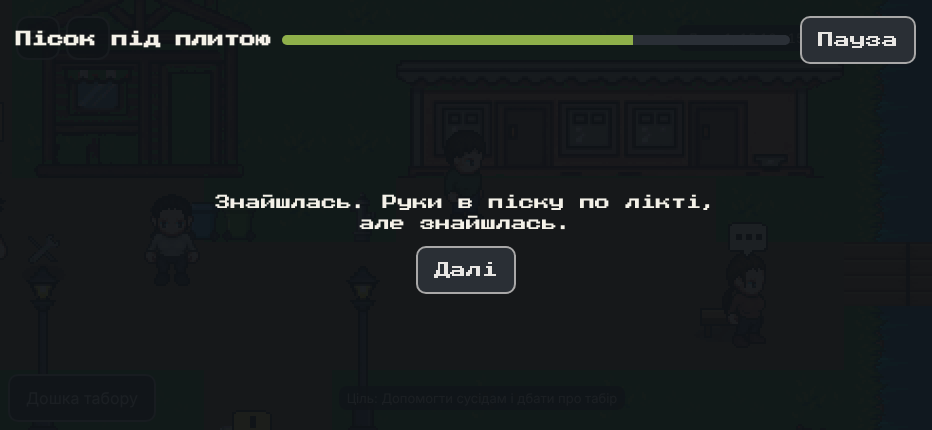 Пісок під плитою
Пауза
Знайшлась. Руки в піску по лікті,
але знайшлась.
Далі
Дошка табору
Ціль: Допомогти сусідам і дбати про табір